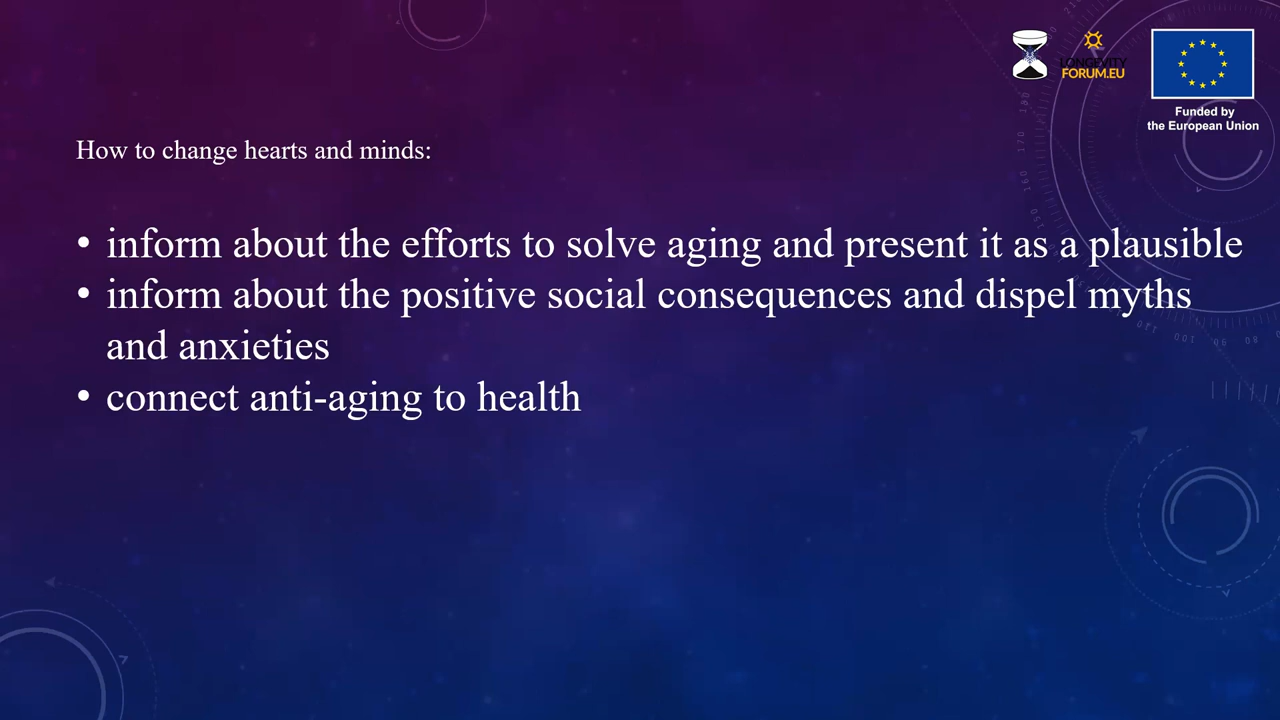 LONGEVITY
FORUM.EU
Funded by
the European Union
How to change hearts and minds:
• inform about the efforts to solve aging and present it as a plausible
• inform about the positive social consequences and dispel myths
and anxieties
• connect anti-aging to health